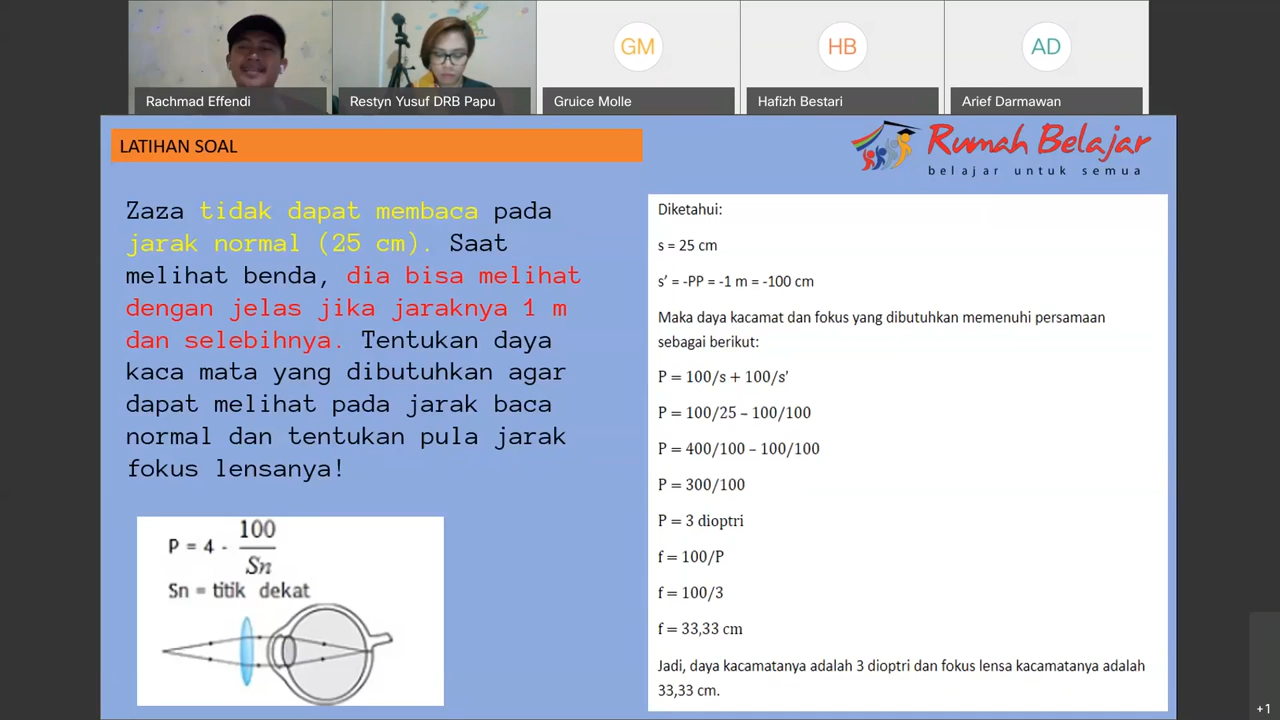 GM
HB
AD
Rachmad Effendi
Restyn Yusuf DRB Papu
Gruice Molle
Hafizh Bestari
Arief Darmawan
LATIHAN SOAL
Rumah Belajar
belajar untuk semua
Zaza tidak dapat membaca pada
jarak normal (25 cm). Saat
melihat benda, dia bisa melihat
dengan jelas jika jaraknya 1 m
dan selebihnya. Tentukan daya
kaca mata yang dibutuhkan agar
dapat melihat pada jarak baca
normal dan tentukan pula jarak
fokus lensanya!
P = 4 - 100/Sn
Sn = titik dekat
Diketahui:
s = 25 cm
s’ = -PP = -1 m = -100 cm
Maka daya kacamat dan fokus yang dibutuhkan memenuhi persamaan
sebagai berikut:
P = 100/s + 100/s’
P = 100/25 – 100/100
P = 400/100 – 100/100
P = 300/100
P = 3 dioptri
f = 100/P
f = 100/3
f = 33,33 cm
Jadi, daya kacamatanya adalah 3 dioptri dan fokus lensa kacamatanya adalah
33,33 cm.
+1